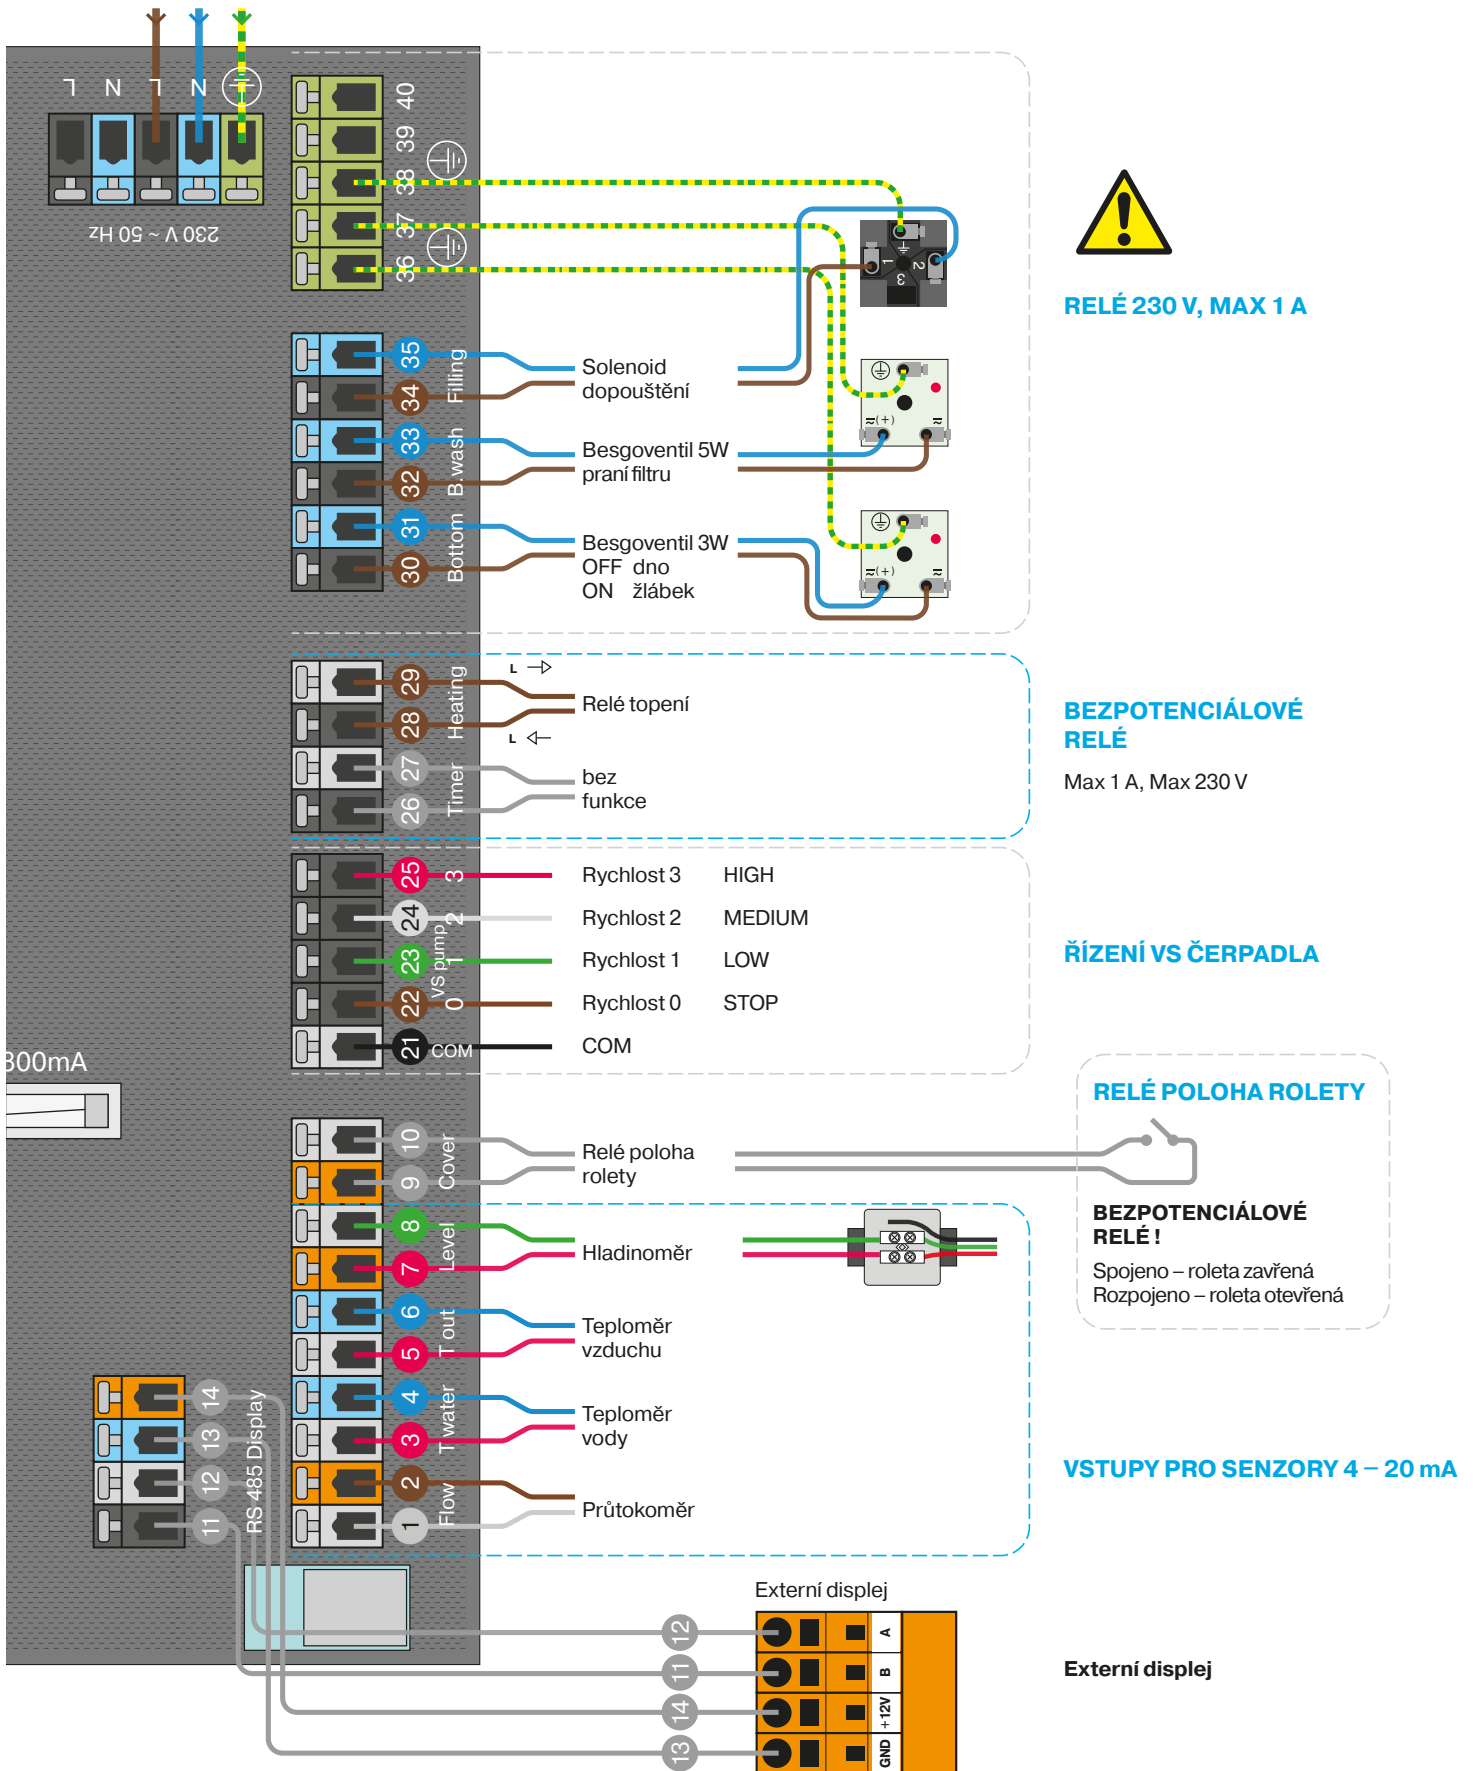 L N L N
230 V ~ 50 Hz
40
39
38
37
36
RELÉ 230 V, MAX 1 A
1
2
3
35
34
Filling
Solenoid
dopouštění
33
32
B.wash
Besgoventil 5W
praní filtru
≂(+)
≂
31
30
Bottom
Besgoventil 3W
OFF dno
ON žlábek
≂(+)
≂
29
28
Heating
L
Relé topení
L
27
26
Timer
bez
funkce
BEZPOTENCIÁLOVÉ
RELÉ
Max 1 A, Max 230 V
25 3 Rychlost 3 HIGH
24 2 Rychlost 2 MEDIUM
23 1 Rychlost 1 LOW
22 0 Rychlost 0 STOP
VS pump
21 COM COM
ŘÍZENÍ VS ČERPADLA
300mA
10
9
Cover
Relé poloha
rolety
RELÉ POLOHA ROLETY
BEZPOTENCIÁLOVÉ
RELÉ !
Spojeno – roleta zavřená
Rozpojeno – roleta otevřená
8
7
Level
Hladinoměr
6
5
T out
Teploměr
vzduchu
4
3
T water
Teploměr
vody
2
1
Flow
Průtokoměr
VSTUPY PRO SENZORY 4 – 20 mA
14
13
12
11
RS 485 Display
Externí displej
12 A
11 B
14 +12V
13 GND
Externí displej